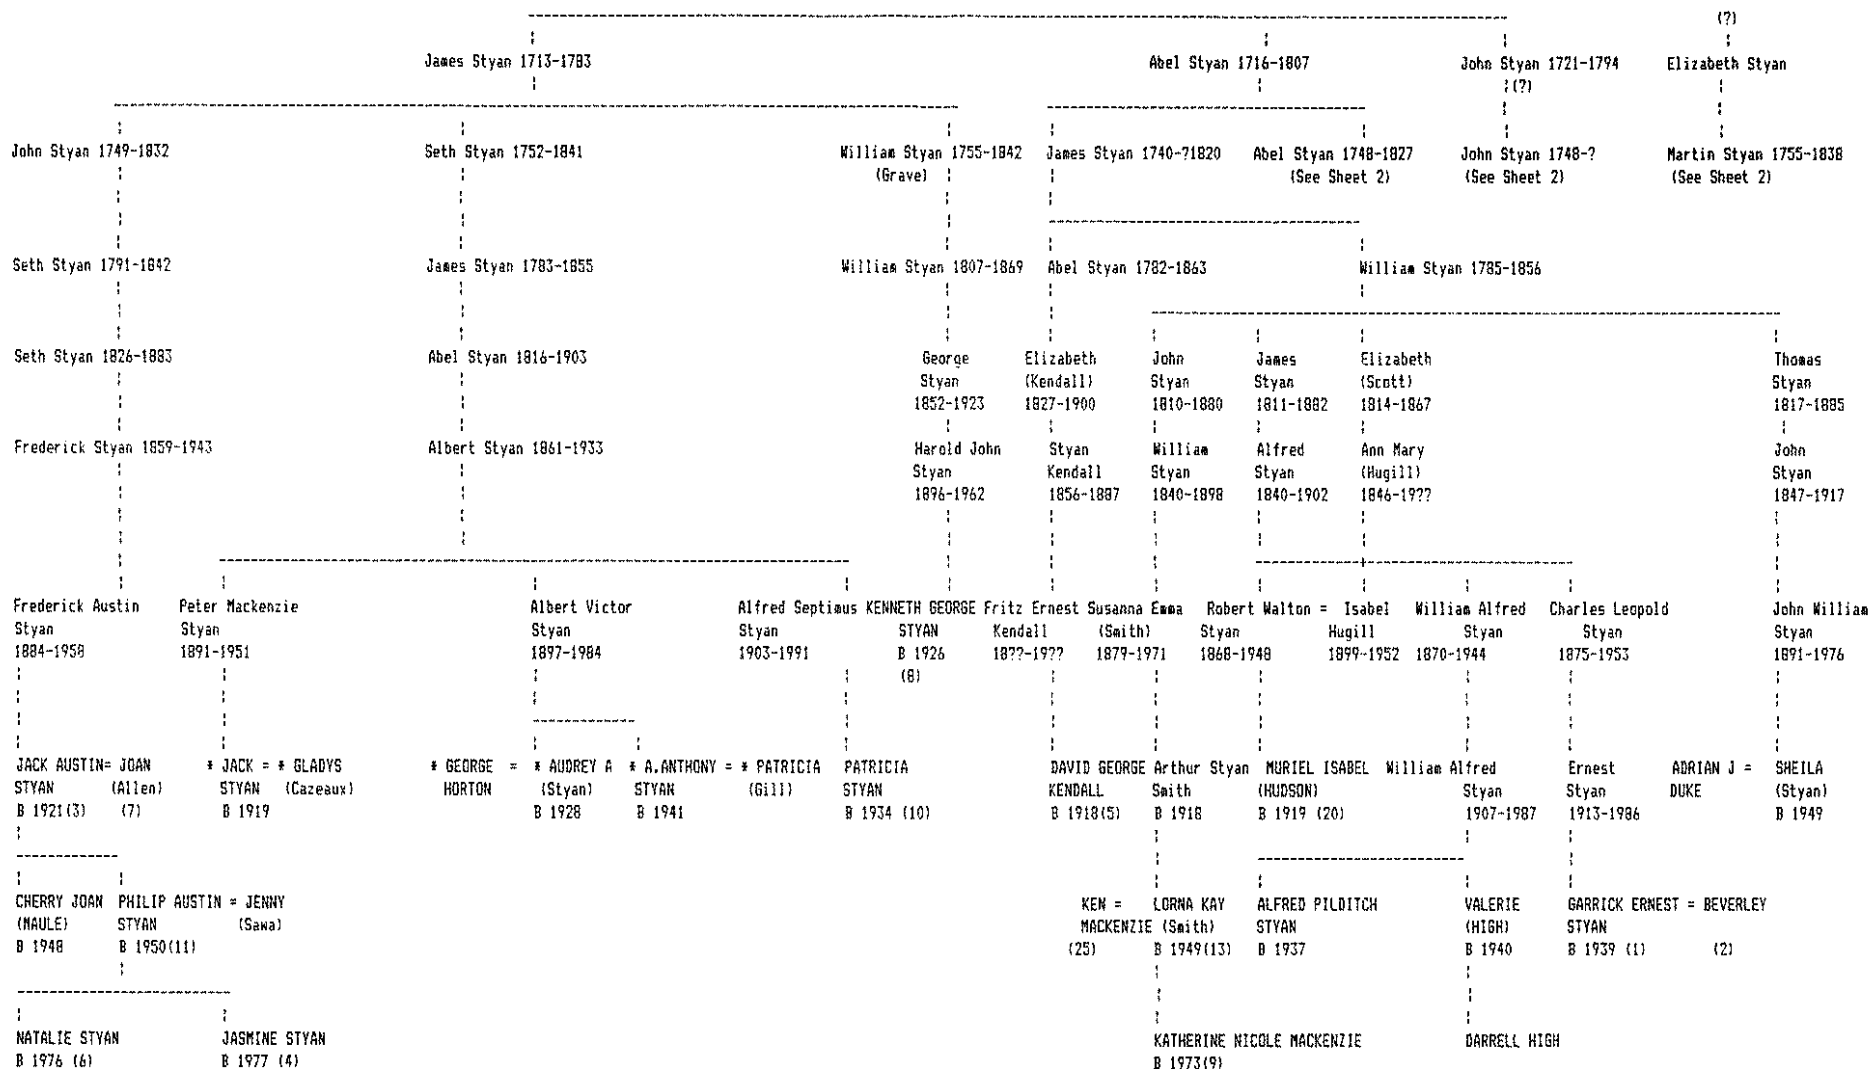 (?)
James Styan 1713-1783 Abel Styan 1716-1807 John Styan 1721-1794 Elizabeth Styan
(?)
John Styan 1749-1832 Seth Styan 1752-1841 William Styan 1755-1842 James Styan 1740-?1820 Abel Styan 1748-1827 John Styan 1748-? Martin Styan 1755-1838
(Grave) (See Sheet 2) (See Sheet 2) (See Sheet 2)
Seth Styan 1791-1842 James Styan 1783-1855 William Styan 1807-1869 Abel Styan 1782-1863 William Styan 1785-1856
Seth Styan 1826-1883 Abel Styan 1816-1903 George Elizabeth John James Elizabeth Thomas
Styan (Kendall) Styan Styan (Scott) Styan
1852-1923 1827-1900 1810-1880 1811-1882 1814-1867 1817-1885
Frederick Styan 1859-1943 Albert Styan 1861-1933 Harold John Styan William Alfred Ann Mary John
Styan Kendall Styan Styan (Hugill) Styan
1896-1962 1856-1887 1840-1898 1840-1902 1846-19?? 1847-1917
Frederick Austin Peter Mackenzie Albert Victor Alfred Septimus KENNETH GEORGE Fritz Ernest Susanna Emma Robert Walton = Isabel William Alfred Charles Leopold John William
Styan Styan Styan Styan STYAN Kendall (Smith) Styan Hugill Styan Styan Styan
1884-1958 1891-1951 1897-1984 1903-1991 B 1926 18??-19?? 1879-1971 1868-1948 1899-1952 1870-1944 1875-1953 1891-1976
(8)
JACK AUSTIN= JOAN * JACK = * GLADYS * GEORGE = * AUDREY A * A.ANTHONY = * PATRICIA PATRICIA DAVID GEORGE Arthur Styan MURIEL ISABEL William Alfred Ernest ADRIAN J = SHEILA
STYAN (Allen) STYAN (Cazeaux) HORTON (Styan) STYAN (Gill) STYAN KENDALL Smith (HUDSON) Styan Styan DUKE (Styan)
B 1921(3) (7) B 1919 B 1928 B 1941 B 1934 (10) B 1918(5) B 1918 B 1919 (20) 1907-1987 1913-1986 B 1949
CHERRY JOAN PHILIP AUSTIN = JENNY KEN = LORNA KAY ALFRED PILDITCH VALERIE GARRICK ERNEST = BEVERLEY
(MAULE) STYAN (Sawa) MACKENZIE (Smith) STYAN (HIGH) STYAN
B 1948 B 1950(11) (25) B 1949(13) B 1937 B 1940 B 1939 (1) (2)
NATALIE STYAN JASMINE STYAN KATHERINE NICOLE MACKENZIE DARRELL HIGH
B 1976 (6) B 1977 (4) B 1973(9)